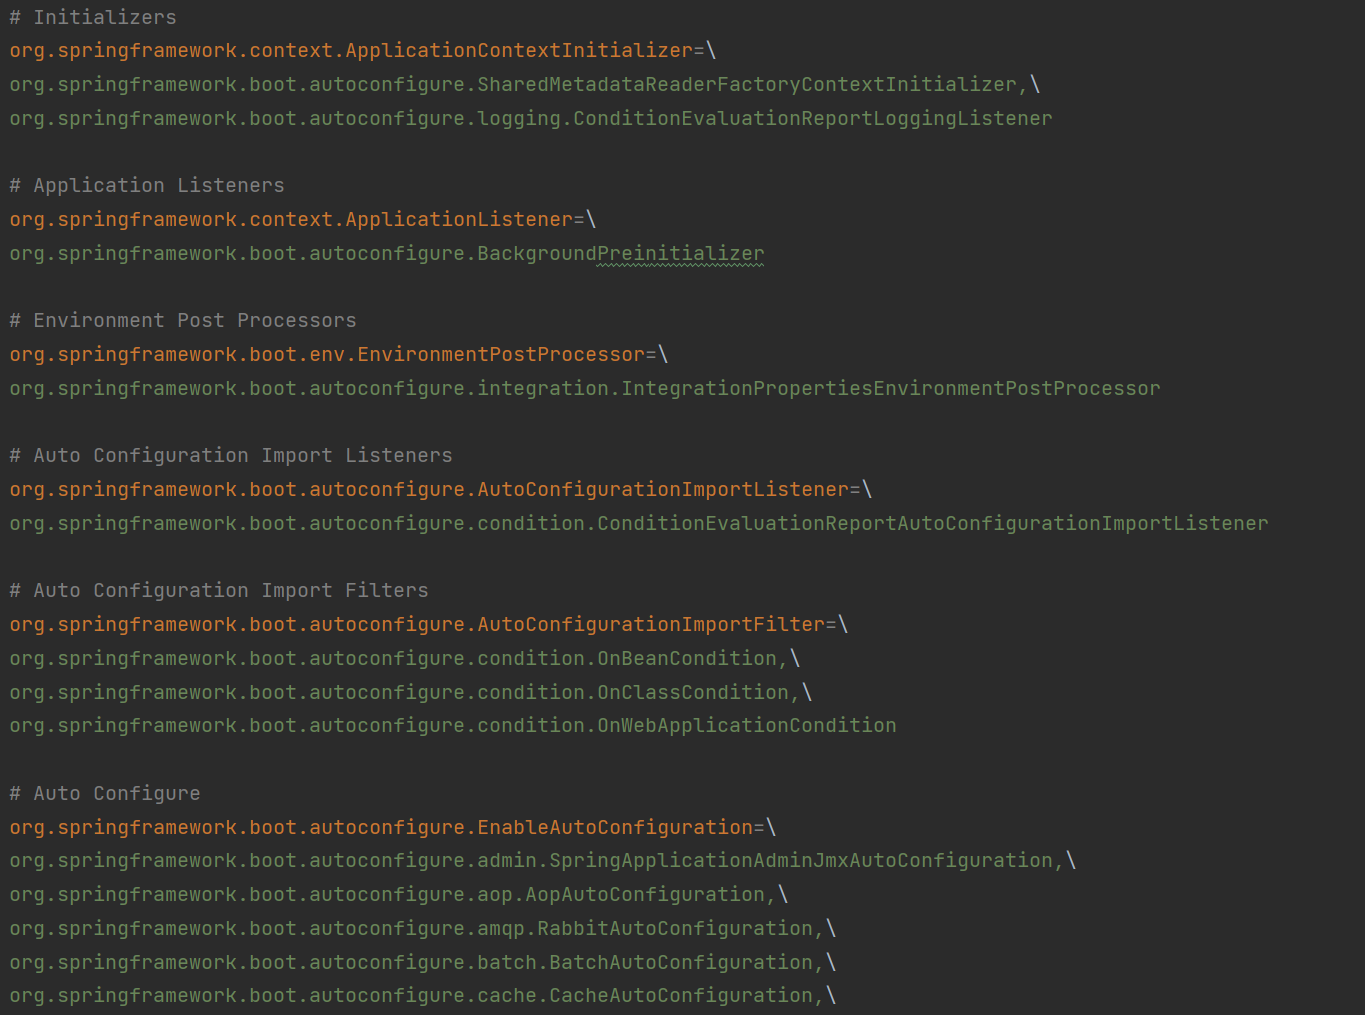 # Initializers
org.springframework.context.ApplicationContextInitializer=\
org.springframework.boot.autoconfigure.SharedMetadataReaderFactoryContextInitializer,\
org.springframework.boot.autoconfigure.logging.ConditionEvaluationReportLoggingListener

# Application Listeners
org.springframework.context.ApplicationListener=\
org.springframework.boot.autoconfigure.BackgroundPreinitializer

# Environment Post Processors
org.springframework.boot.env.EnvironmentPostProcessor=\
org.springframework.boot.autoconfigure.integration.IntegrationPropertiesEnvironmentPostProcessor

# Auto Configuration Import Listeners
org.springframework.boot.autoconfigure.AutoConfigurationImportListener=\
org.springframework.boot.autoconfigure.condition.ConditionEvaluationReportAutoConfigurationImportListener

# Auto Configuration Import Filters
org.springframework.boot.autoconfigure.AutoConfigurationImportFilter=\
org.springframework.boot.autoconfigure.condition.OnBeanCondition,\
org.springframework.boot.autoconfigure.condition.OnClassCondition,\
org.springframework.boot.autoconfigure.condition.OnWebApplicationCondition

# Auto Configure
org.springframework.boot.autoconfigure.EnableAutoConfiguration=\
org.springframework.boot.autoconfigure.admin.SpringApplicationAdminJmxAutoConfiguration,\
org.springframework.boot.autoconfigure.aop.AopAutoConfiguration,\
org.springframework.boot.autoconfigure.amqp.RabbitAutoConfiguration,\
org.springframework.boot.autoconfigure.batch.BatchAutoConfiguration,\
org.springframework.boot.autoconfigure.cache.CacheAutoConfiguration,\